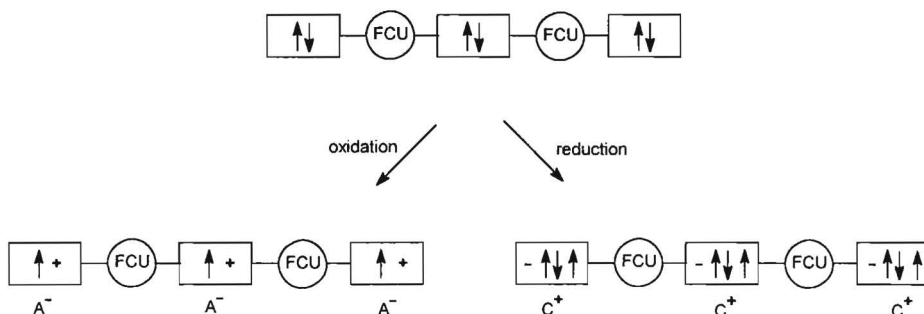 FCU FCU
oxidation reduction
+ FCU + FCU + - FCU - FCU -
A⁻ A⁻ A⁻ C⁺ C⁺ C⁺